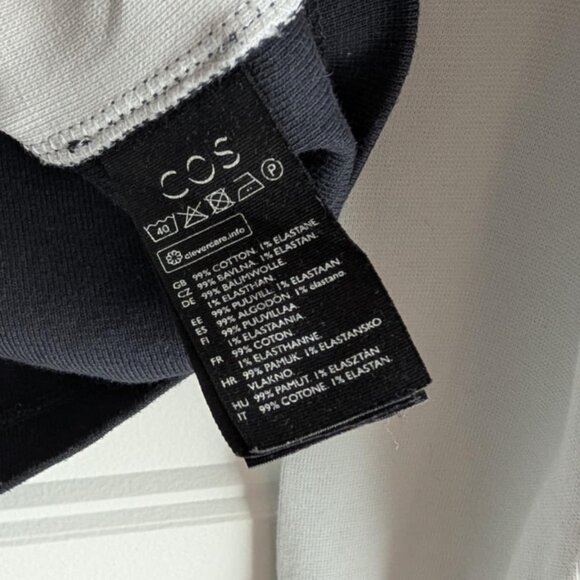 COS
40 P
clevercare.info
GB 99% COTTON. 1% ELASTANE.
CZ 99% BAVLNA. 1% ELASTAN.
DE 99% BAUMWOLLE.
1% ELASTHAN.
EE 99% PUUVILL. 1% ELASTAAN
ES 99% ALGODÓN 1% elastano.
FI 99% PUUVILLAA
1% ELASTAANIA
FR 99% COTON.
1% ELASTHANNE.
HR 99% PAMUK. 1% ELASTANSKO
VLAKNO.
HU 99% PAMUT 1% ELASZTÁN
IT 99% COTONE. 1% ELASTAN.